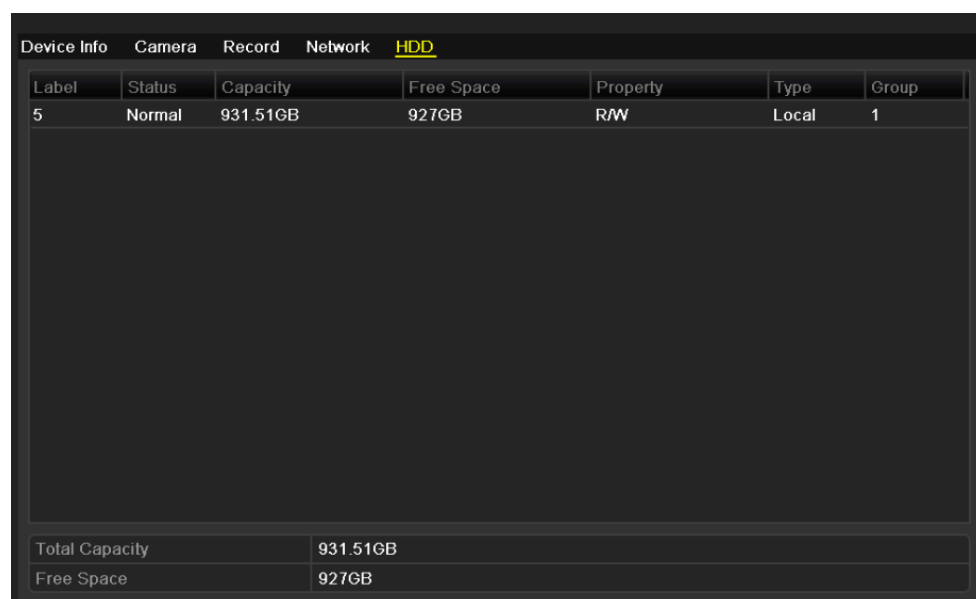 Device Info Camera Record Network HDD
Label Status Capacity Free Space Property Type Group
5 Normal 931.51GB 927GB R/W Local 1
Total Capacity 931.51GB
Free Space 927GB